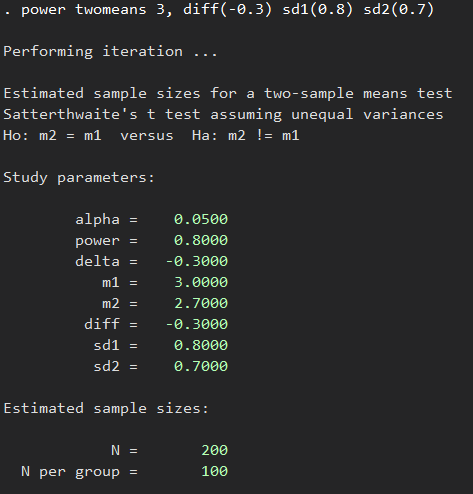 . power twomeans 3, diff(-0.3) sd1(0.8) sd2(0.7)
Performing iteration ...
Estimated sample sizes for a two-sample means test
Satterthwaite's t test assuming unequal variances
Ho: m2 = m1  versus  Ha: m2 != m1
Study parameters:
alpha =    0.0500
power =    0.8000
delta =   -0.3000
m1 =    3.0000
m2 =    2.7000
diff =   -0.3000
sd1 =    0.8000
sd2 =    0.7000
Estimated sample sizes:
N =       200
N per group =       100